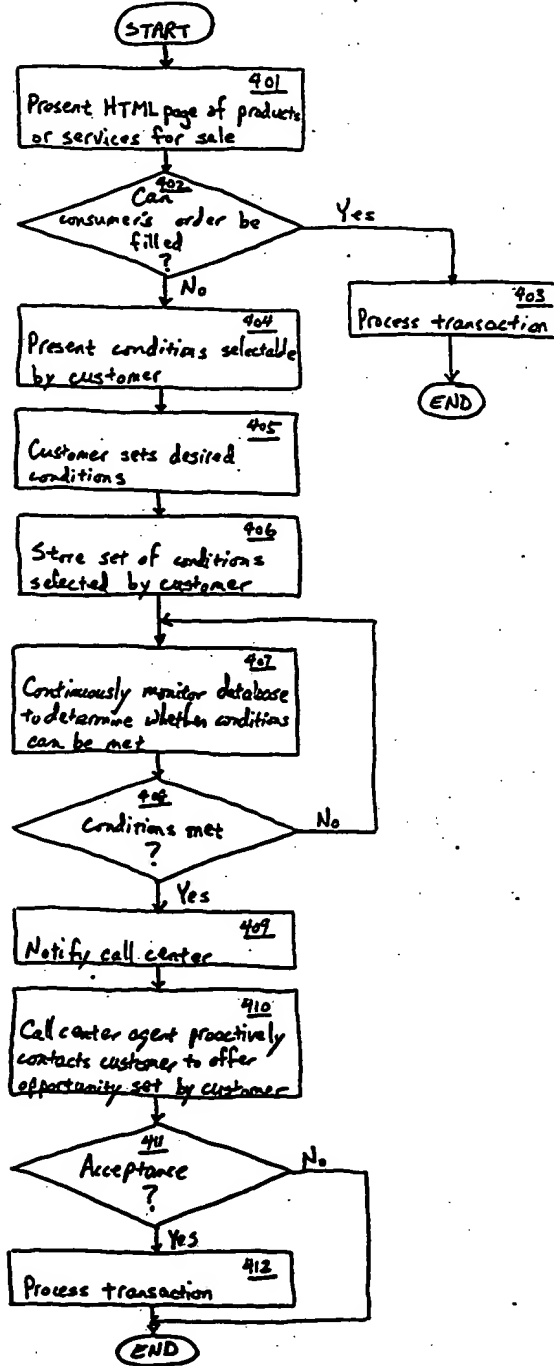 START
401
Present HTML page of products
or services for sale
402
Can
consumer's order be
filled
?
Yes
No
403
Process transaction
END
404
Present conditions selectable
by customer
405
Customer sets desired
conditions
406
Store set of conditions
selected by customer
407
Continuously monitor database
to determine whether conditions
can be met
Conditions met
?
No
Yes
409
Notify call center
410
Call center agent proactively
contacts customer to offer
opportunity set by customer
411
Acceptance
?
No
Yes
412
Process transaction
END